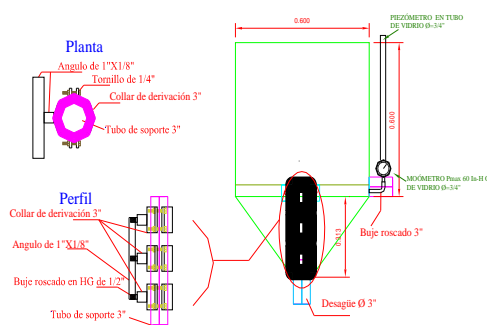 Planta
Angulo de 1"X1/8"
Tornillo de 1/4"
Collar de derivación 3"
Tubo de soporte 3"
Perfil
Collar de derivación 3"
Angulo de 1"X1/8"
Buje roscado en HG de 1/2"
Tubo de soporte 3"
0.600
PIEZÓMETRO EN TUBO
DE VIDRIO Ø=3/4"
0.600
MOÓMETRO Pmax 60 In-H
DE VIDRIO Ø=3/4"
Buje roscado 3"
Desagüe Ø 3"